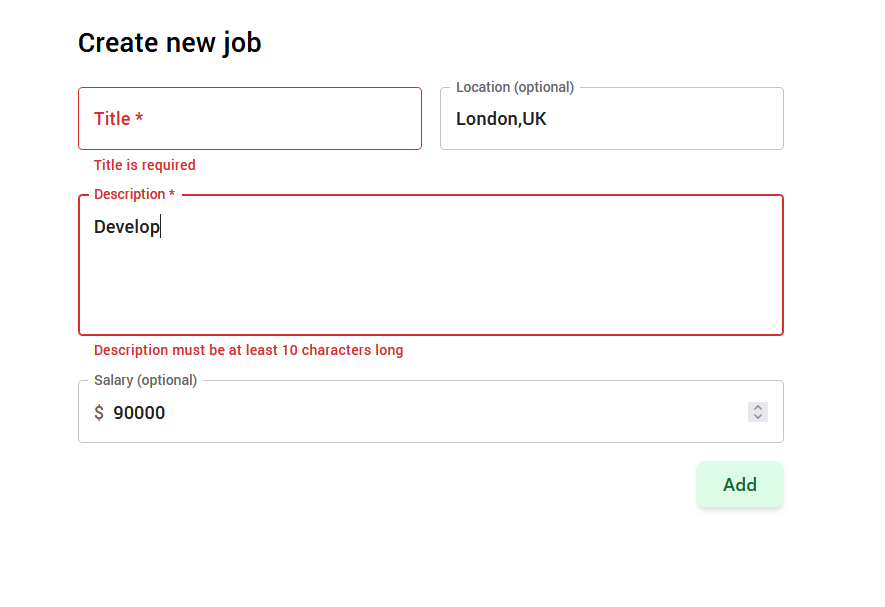 Create new job
Location (optional)
Title *
London,UK
Title is required
Description *
Develop
Description must be at least 10 characters long
Salary (optional)
$ 90000
Add